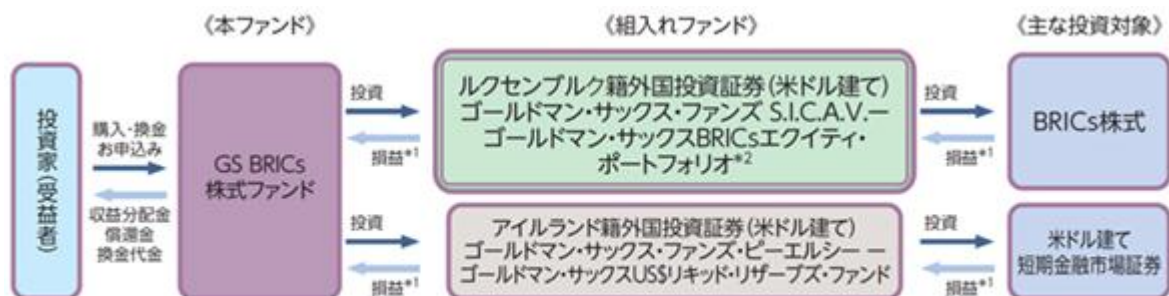 《本ファンド》
《組入れファンド》
《主な投資対象》
投資家(受益者)
購入・換金
お申込み
収益分配金
償還金
換金代金
GS BRICs
株式ファンド
投資
損益*1
ルクセンブルク籍外国投資証券(米ドル建て)
ゴールドマン・サックス・ファンズ S.I.C.A.V.ー
ゴールドマン・サックスBRICsエクイティ・
ポートフォリオ*2
投資
損益*1
BRICs株式
投資
損益*1
アイルランド籍外国投資証券(米ドル建て)
ゴールドマン・サックス・ファンズ・ピーエルシー ー
ゴールドマン・サックスUS$リキッド・リザーブズ・ファンド
投資
損益*1
米ドル建て
短期金融市場証券